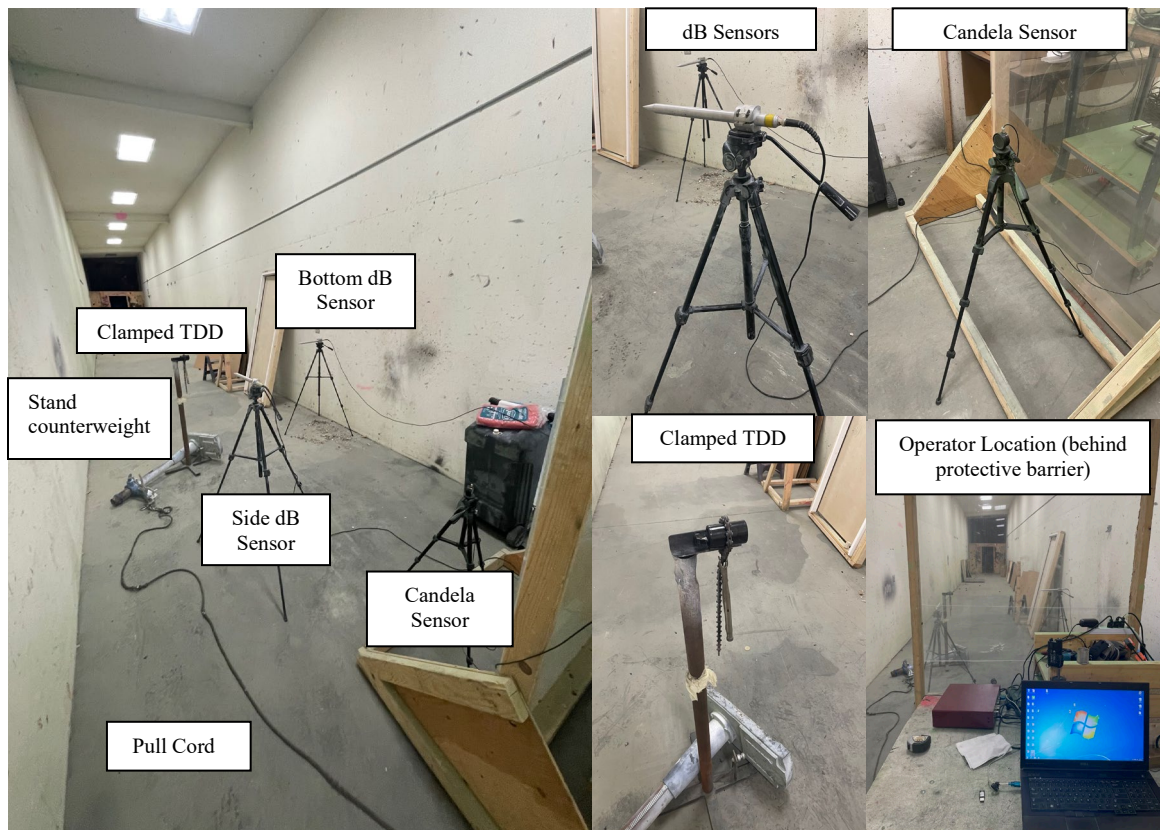 dB Sensors
Candela Sensor
Bottom dB
Sensor
Clamped TDD
Stand
counterweight
Side dB
Sensor
Candela
Sensor
Pull Cord
Clamped TDD
Operator Location (behind
protective barrier)